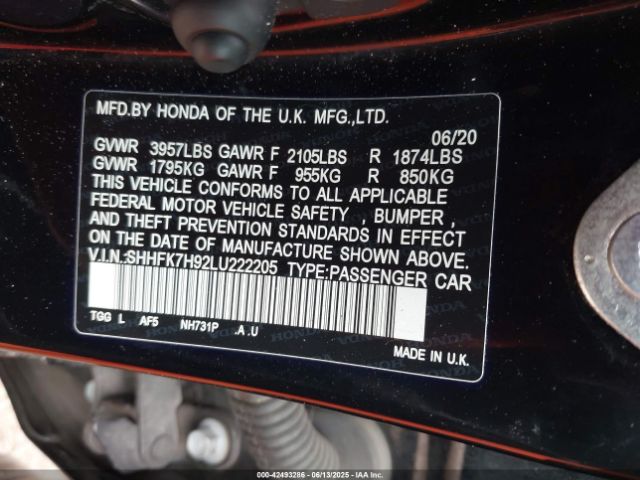 MFD.BY HONDA OF THE U.K. MFG.,LTD.
06/20
GVWR 3957LBS GAWR F 2105LBS R 1874LBS
GVWR 1795KG GAWR F 955KG R 850KG
THIS VEHICLE CONFORMS TO ALL APPLICABLE
FEDERAL MOTOR VEHICLE SAFETY , BUMPER ,
AND THEFT PREVENTION STANDARDS IN EFFECT
ON THE DATE OF MANUFACTURE SHOWN ABOVE.
V.I.N.:SHHFK7H92LU222205 TYPE:PASSENGER CAR
TGG L AF5 NH731P .A .U
MADE IN U.K.
000-42493286 - 06/13/2025 - IAA Inc.